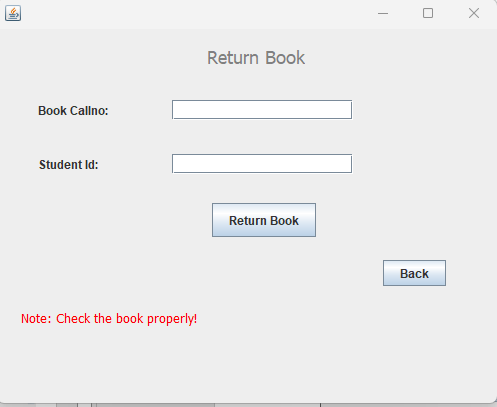 Return Book
Book Callno:
Student Id:
Return Book
Back
Note: Check the book properly!